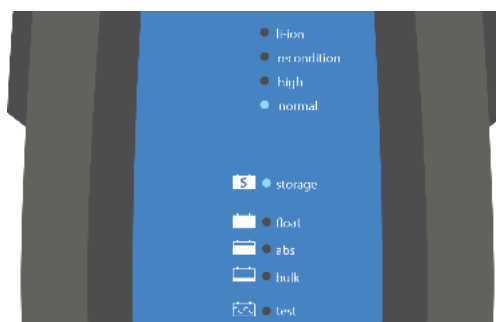 li-ion
recondition
high
normal
S storage
float
abs
bulk
test